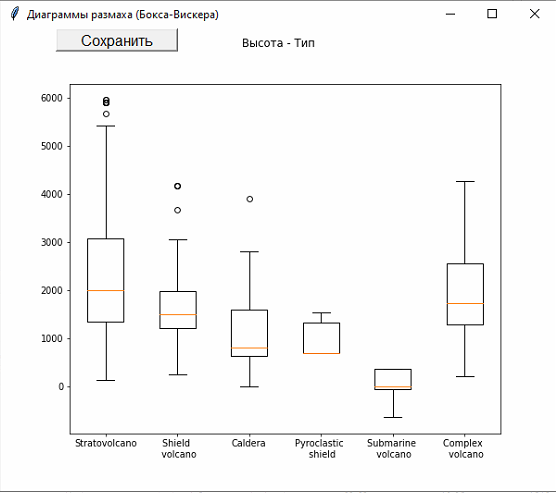 Диаграммы размаха (Бокса-Вискера)
Сохранить
Высота - Тип
6000
5000
4000
3000
2000
1000
0
Stratovolcano Shield Caldera Pyroclastic Submarine Complex
volcano shield volcano volcano